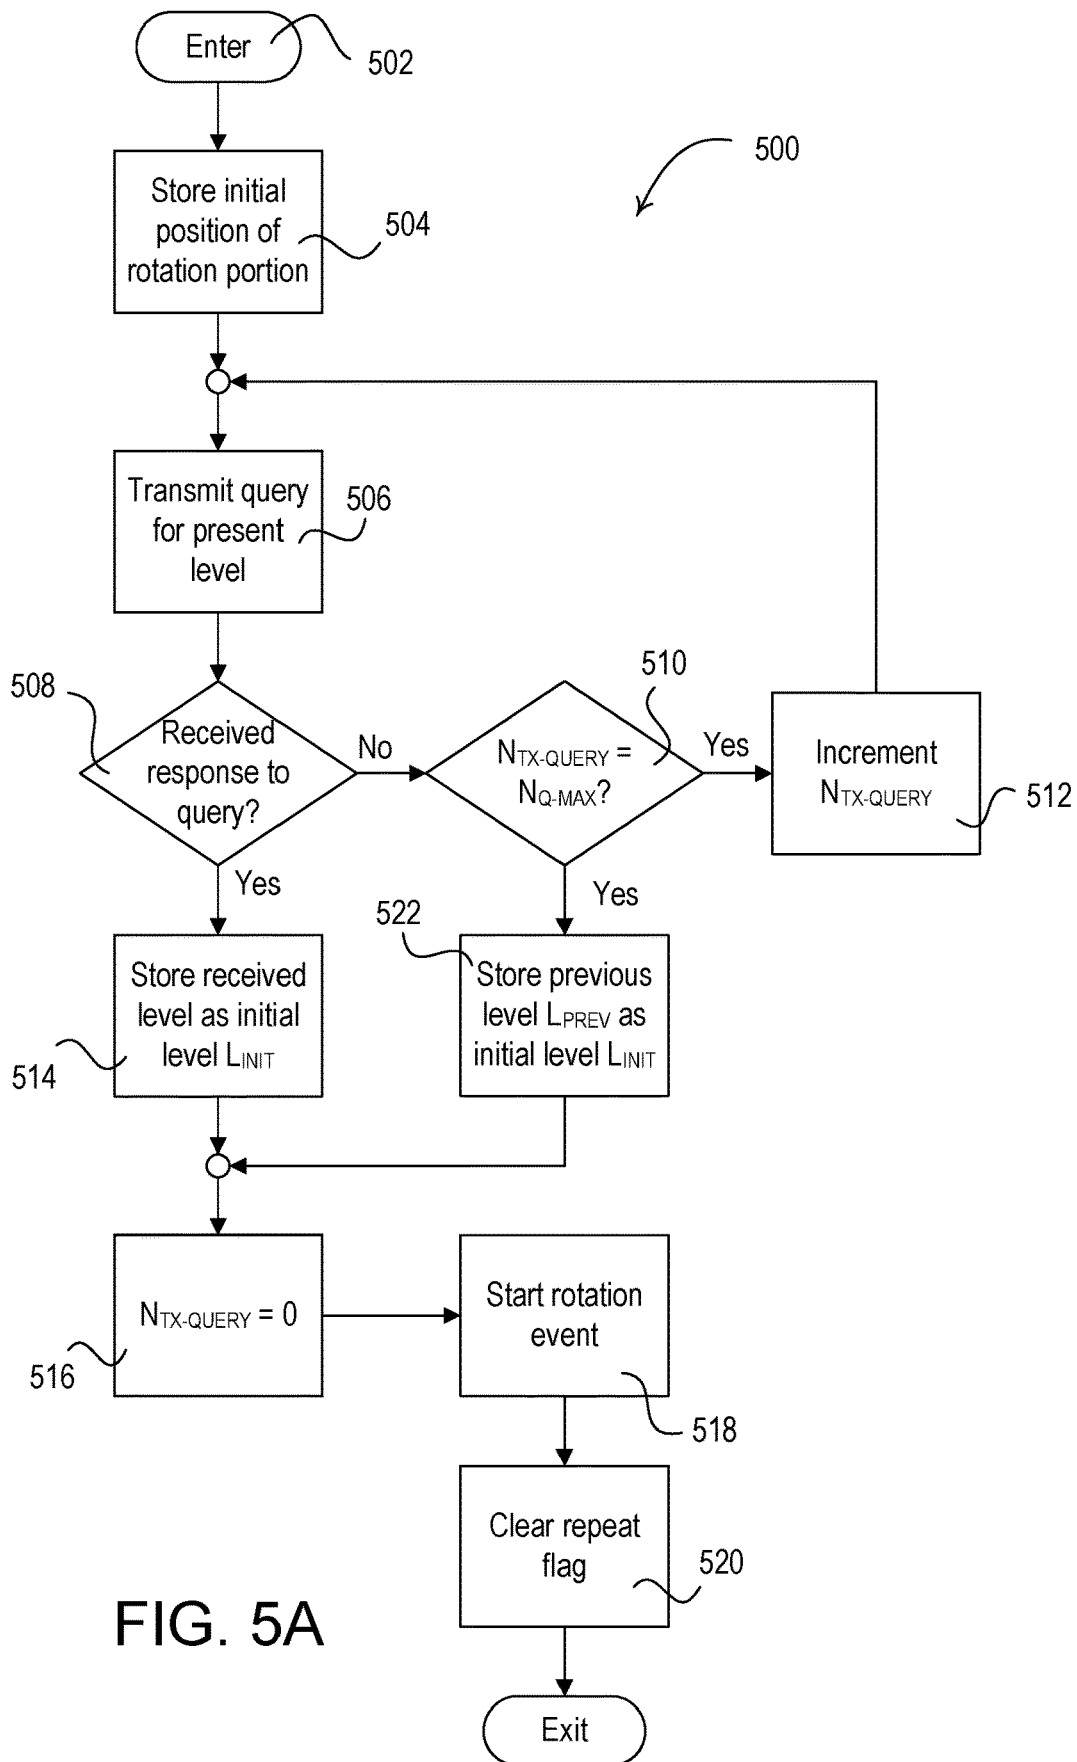 Enter
502
500
Store initial
position of
rotation portion
504
Transmit query
for present
level
506
508
Received
response to
query?
No
510
NTX-QUERY =
NQ-MAX?
Yes
Increment
NTX-QUERY
512
Yes
Yes
514
Store received
level as initial
level LINIT
522
Store previous
level LPREV as
initial level LINIT
NTX-QUERY = 0
516
Start rotation
event
518
Clear repeat
flag
520
FIG. 5A
Exit